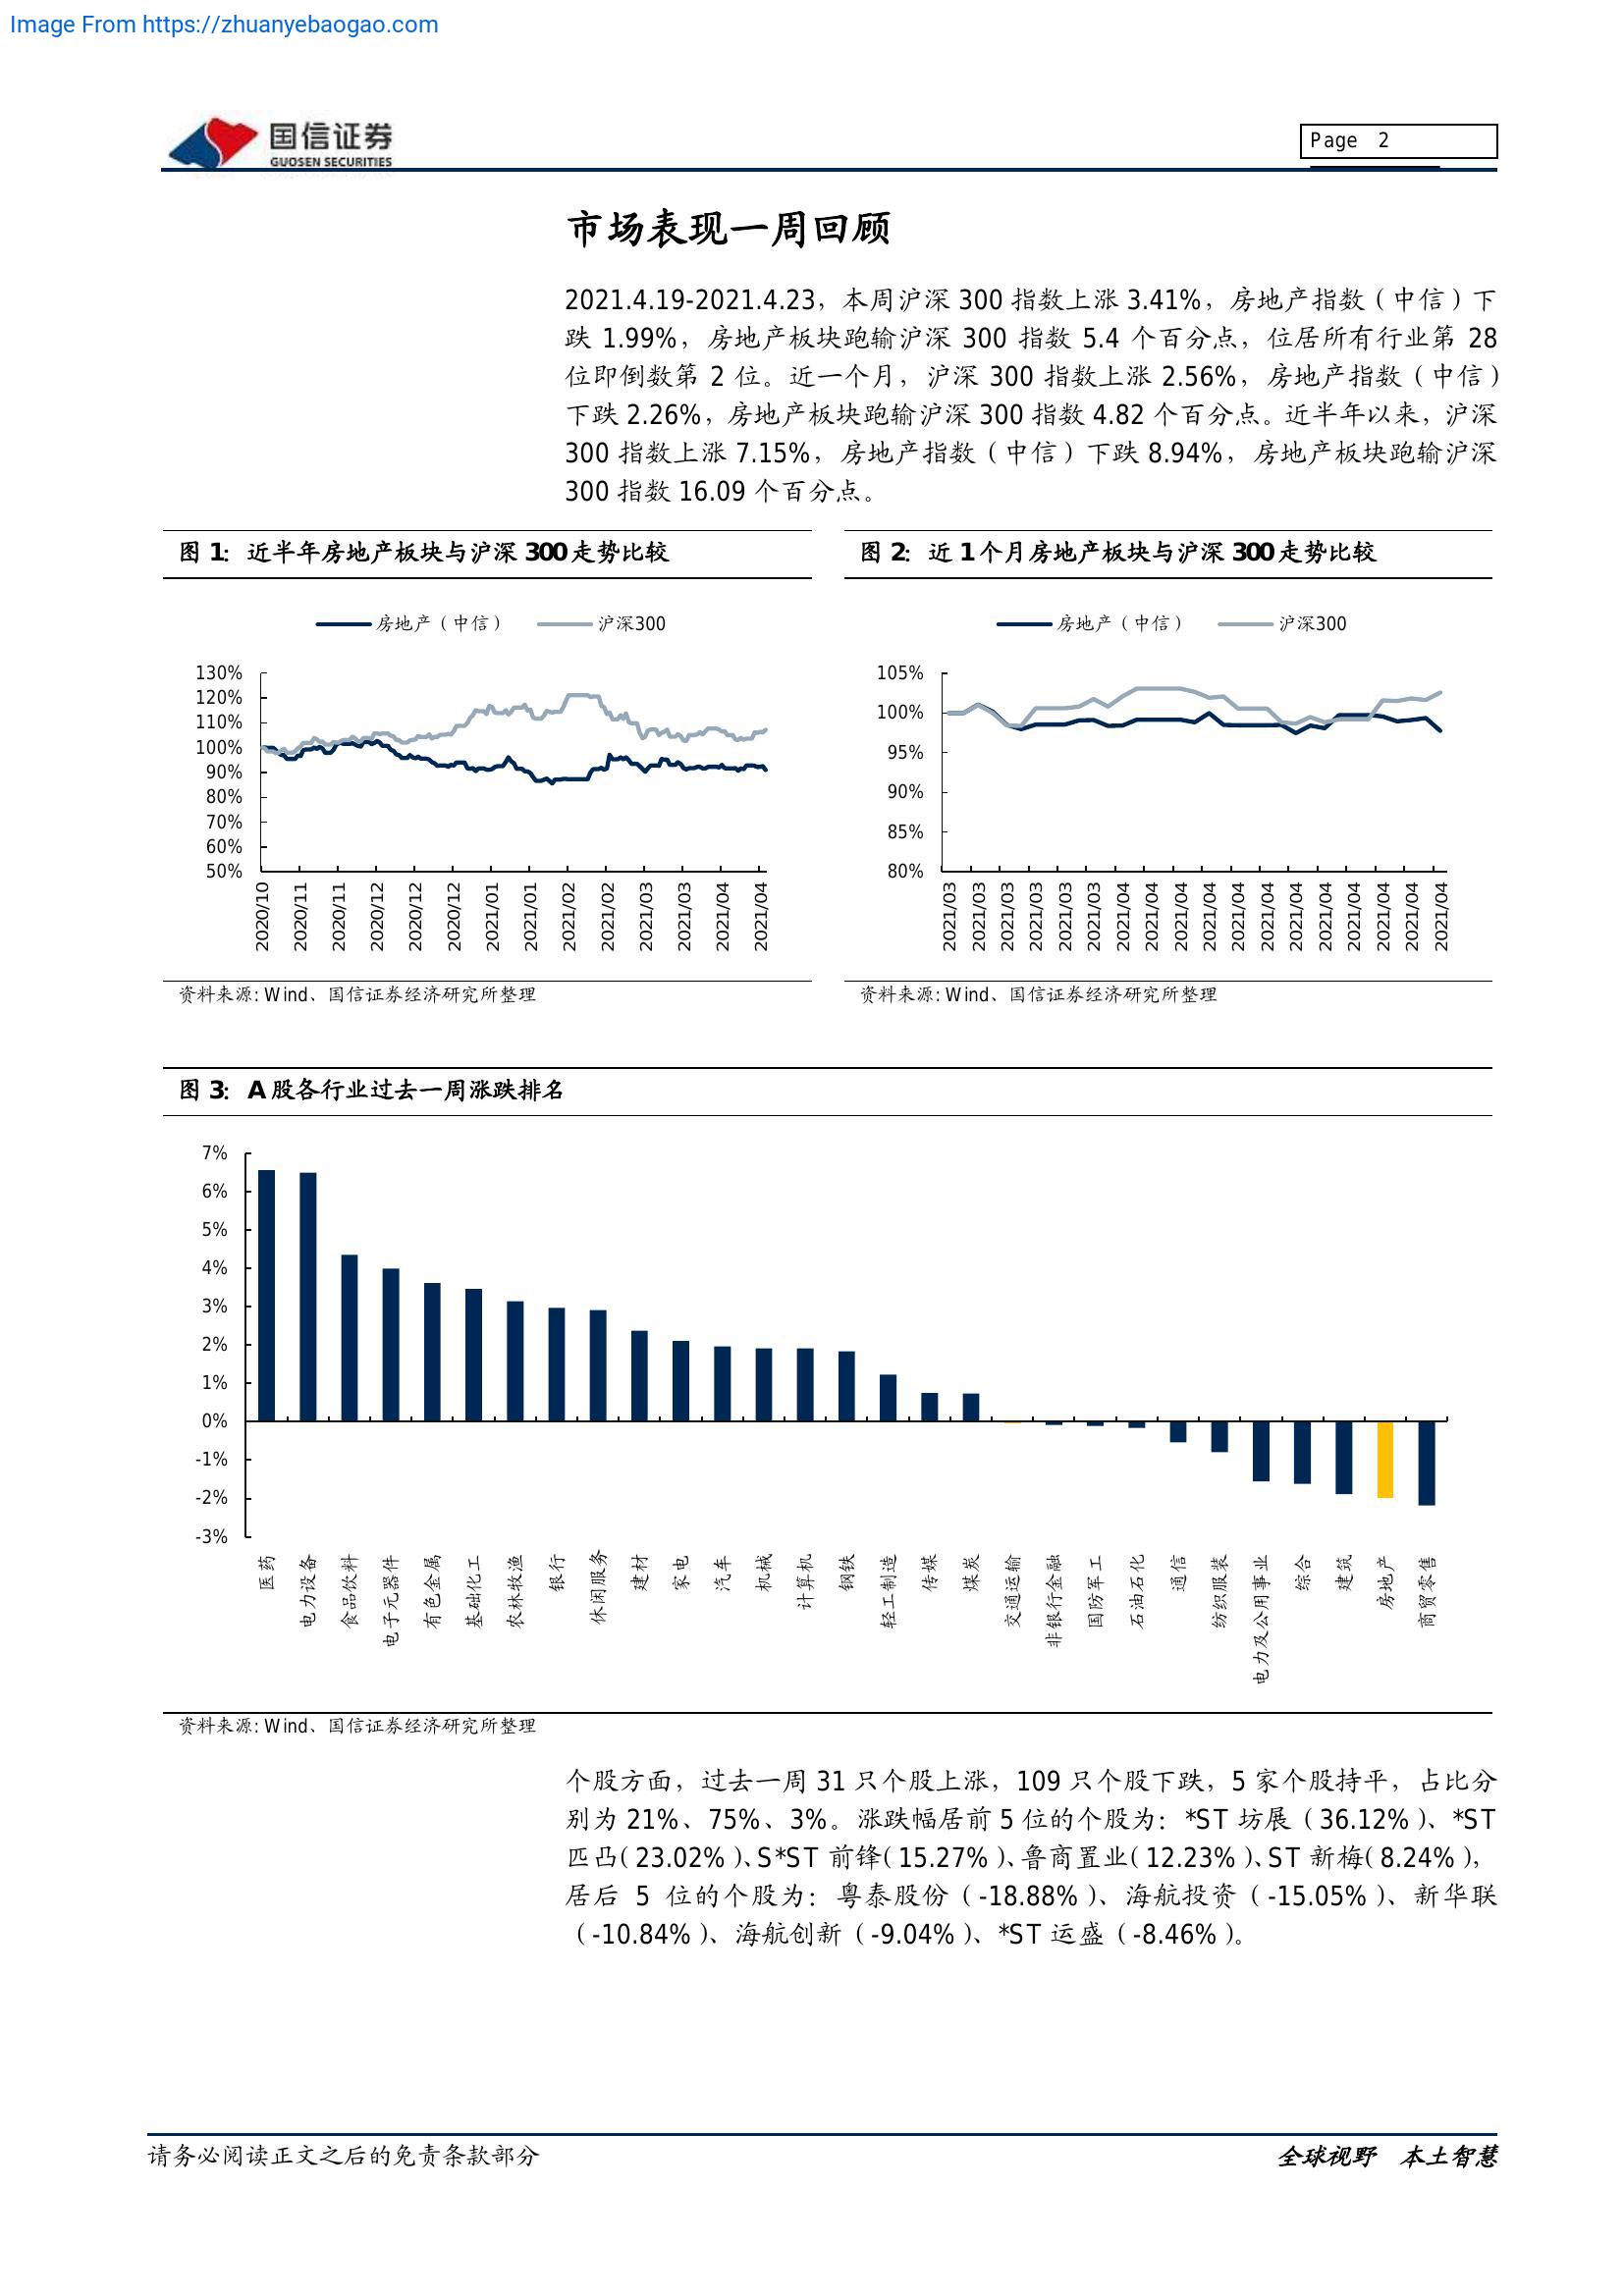 Image From https://zhuanyebaogao.com
国信证券
GUOSEN SECURITIES
Page 2
市场表现一周回顾
2021.4.19-2021.4.23，本周沪深 300 指数上涨 3.41%，房地产指数（中信）下
跌 1.99%，房地产板块跑输沪深 300 指数 5.4 个百分点，位居所有行业第 28
位即倒数第 2 位。近一个月，沪深 300 指数上涨 2.56%，房地产指数（中信）
下跌 2.26%，房地产板块跑输沪深 300 指数 4.82 个百分点。近半年以来，沪深
300 指数上涨 7.15%，房地产指数（中信）下跌 8.94%，房地产板块跑输沪深
300 指数 16.09 个百分点。
图 1：近半年房地产板块与沪深 300 走势比较
房地产（中信）
沪深300
130%
120%
110%
100%
90%
80%
70%
60%
50%
2020/10
2020/11
2020/11
2020/12
2020/12
2020/12
2021/01
2021/01
2021/02
2021/02
2021/03
2021/03
2021/04
2021/04
资料来源：Wind、国信证券经济研究所整理
图 2：近 1 个月房地产板块与沪深 300 走势比较
房地产（中信）
沪深300
105%
100%
95%
90%
85%
80%
2021/03
2021/03
2021/03
2021/03
2021/03
2021/03
2021/04
2021/04
2021/04
2021/04
2021/04
2021/04
2021/04
2021/04
2021/04
2021/04
2021/04
2021/04
资料来源：Wind、国信证券经济研究所整理
图 3：A 股各行业过去一周涨跌排名
7%
6%
5%
4%
3%
2%
1%
0%
-1%
-2%
-3%
医药
电力设备
食品饮料
电子元器件
有色金属
基础化工
农林牧渔
银行
休闲服务
建材
家电
汽车
机械
计算机
钢铁
轻工制造
传媒
煤炭
交通运输
非银行金融
国防军工
石油石化
通信
纺织服装
电力及公用事业
综合
建筑
房地产
商贸零售
资料来源：Wind、国信证券经济研究所整理
个股方面，过去一周 31 只个股上涨，109 只个股下跌，5 家个股持平，占比分
别为 21%、75%、3%。涨跌幅居前 5 位的个股为：*ST 坊展（36.12%）、*ST
匹凸（23.02%）、S*ST 前锋（15.27%）、鲁商置业（12.23%）、ST 新梅（8.24%），
居后 5 位的个股为：粤泰股份（-18.88%）、海航投资（-15.05%）、新华联
（-10.84%）、海航创新（-9.04%）、*ST 运盛（-8.46%）。
请务必阅读正文之后的免责条款部分
全球视野 本土智慧